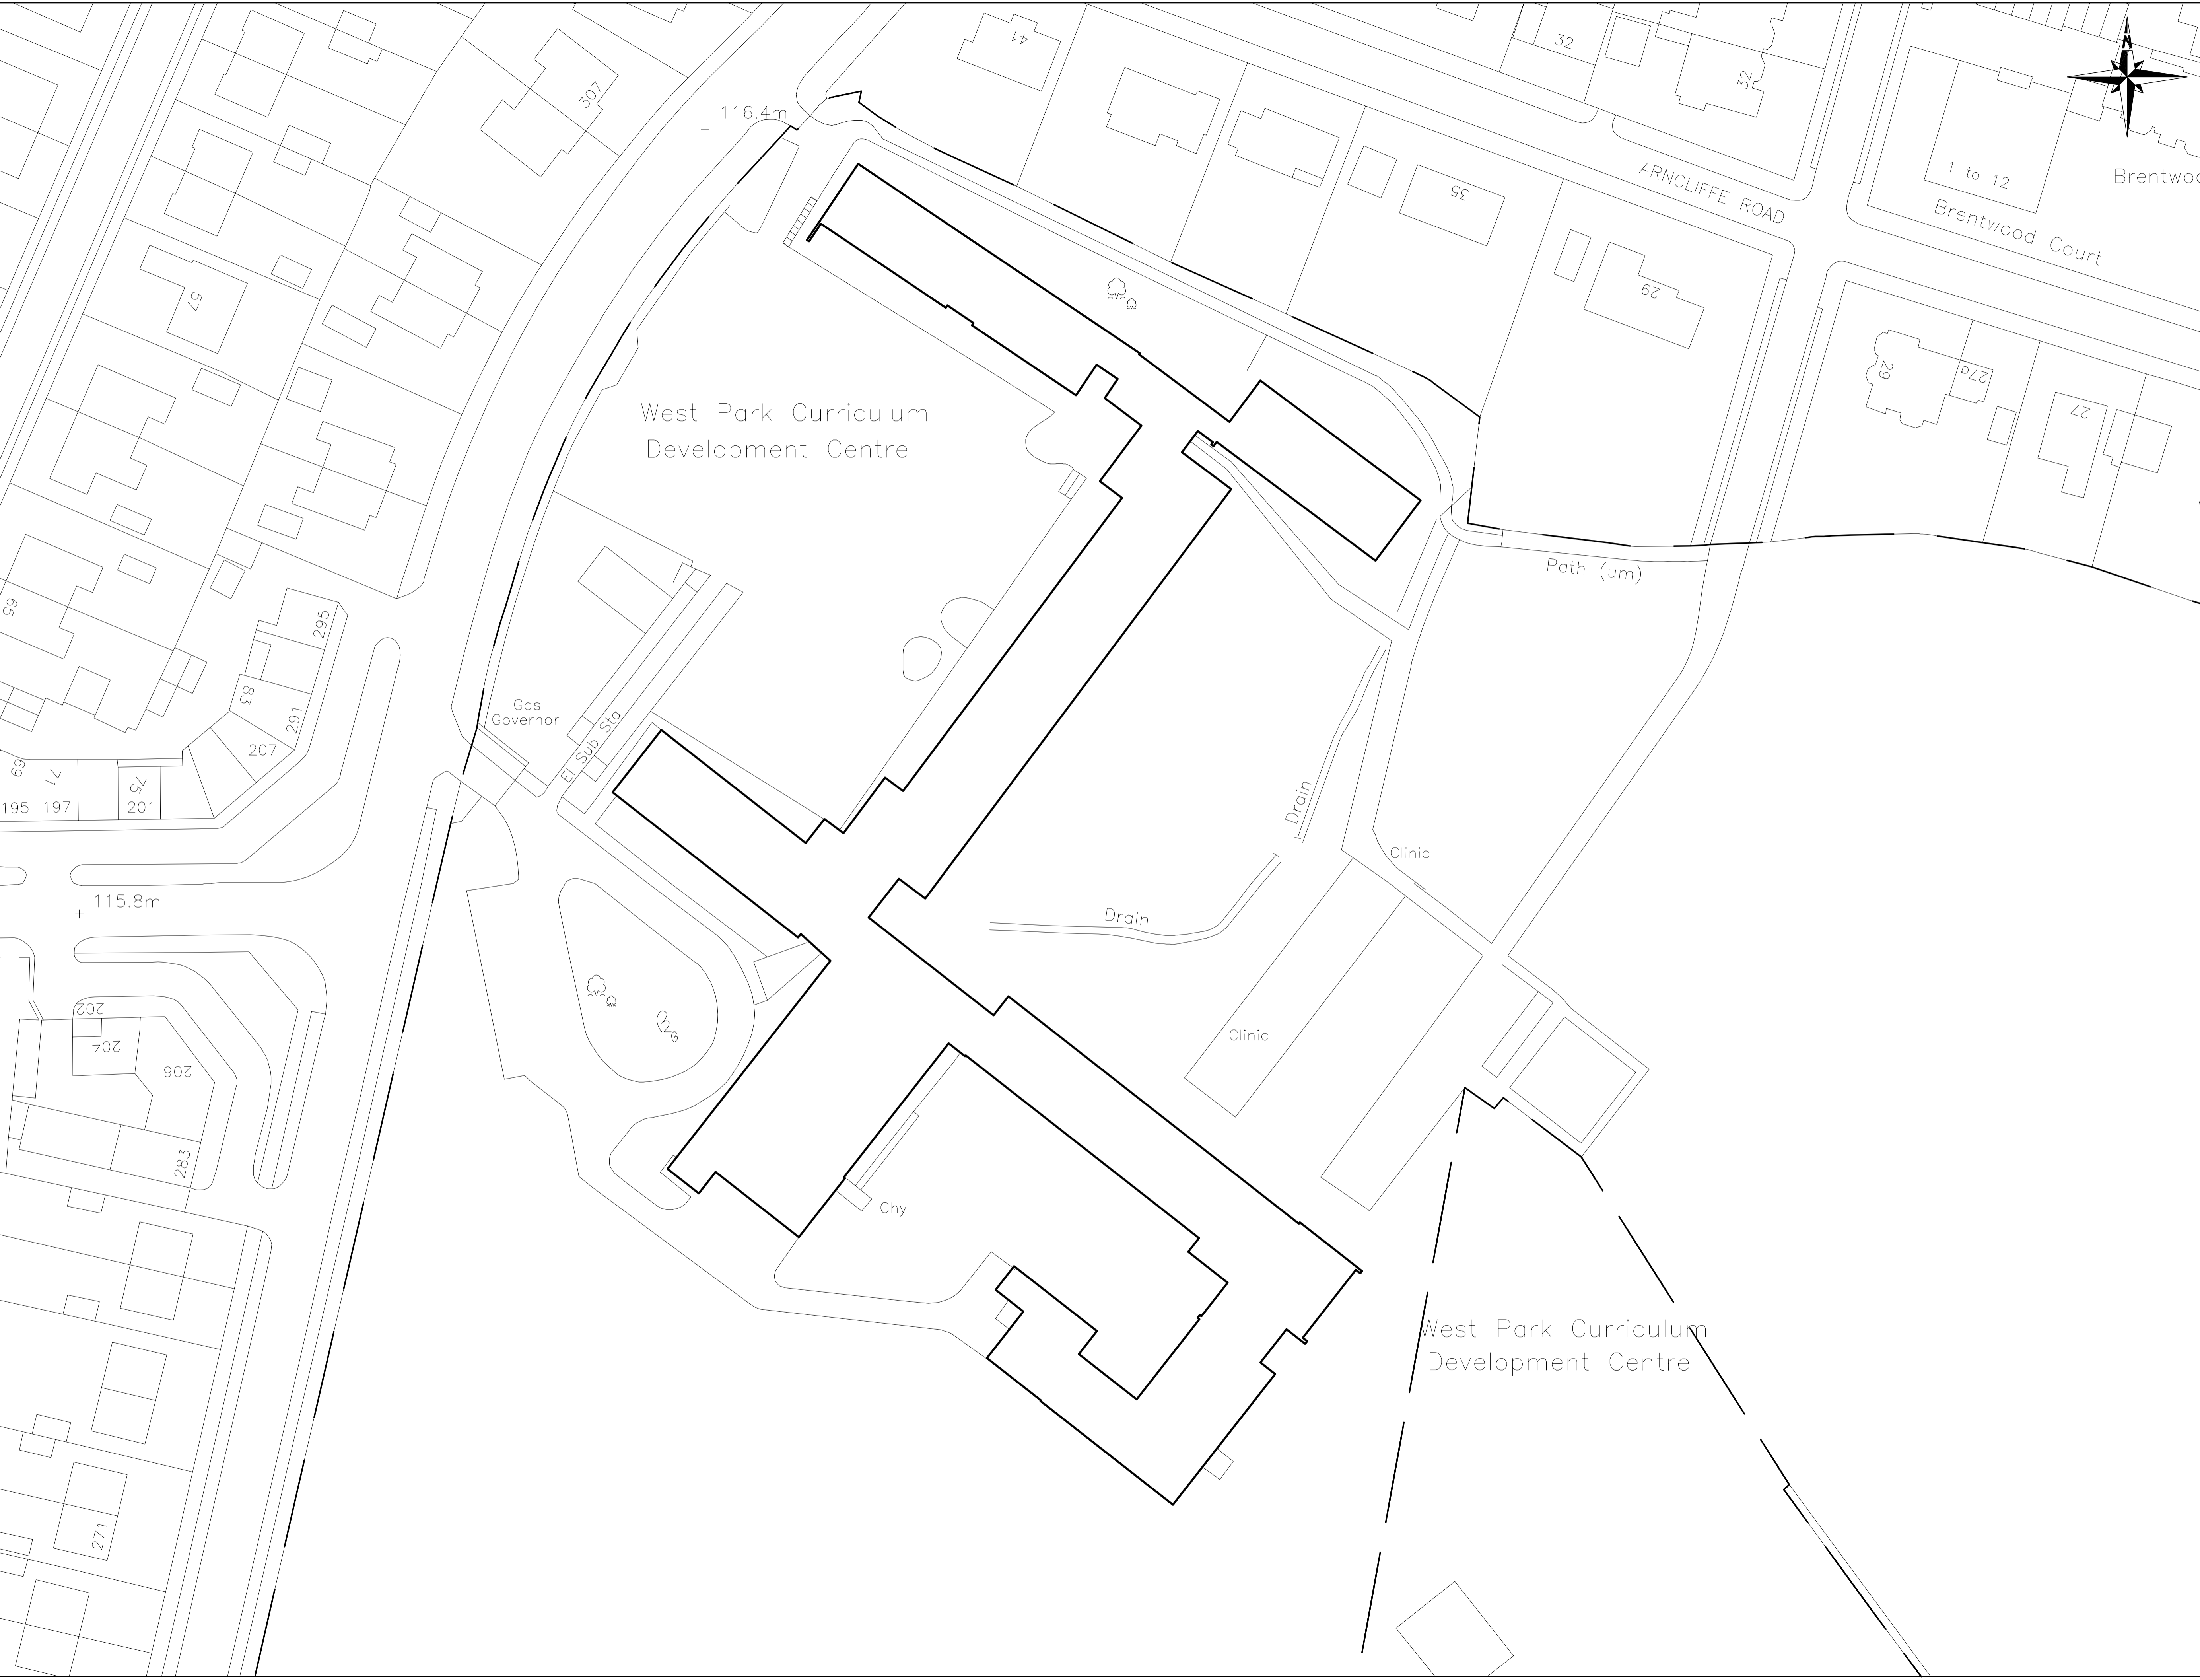 N
41
32
32
307
116.4m
ARNCLIFFE ROAD
1 to 12
Brentwoo
Brentwood Court
35
29
57
29
27a
27
West Park Curriculum
Development Centre
Path (um)
65
295
83
291
207
Gas
Governor
El Sub Sta
69
71
75
195
197
201
Drain
Clinic
115.8m
Drain
202
204
206
Clinic
283
Chy
West Park Curriculum
Development Centre
271